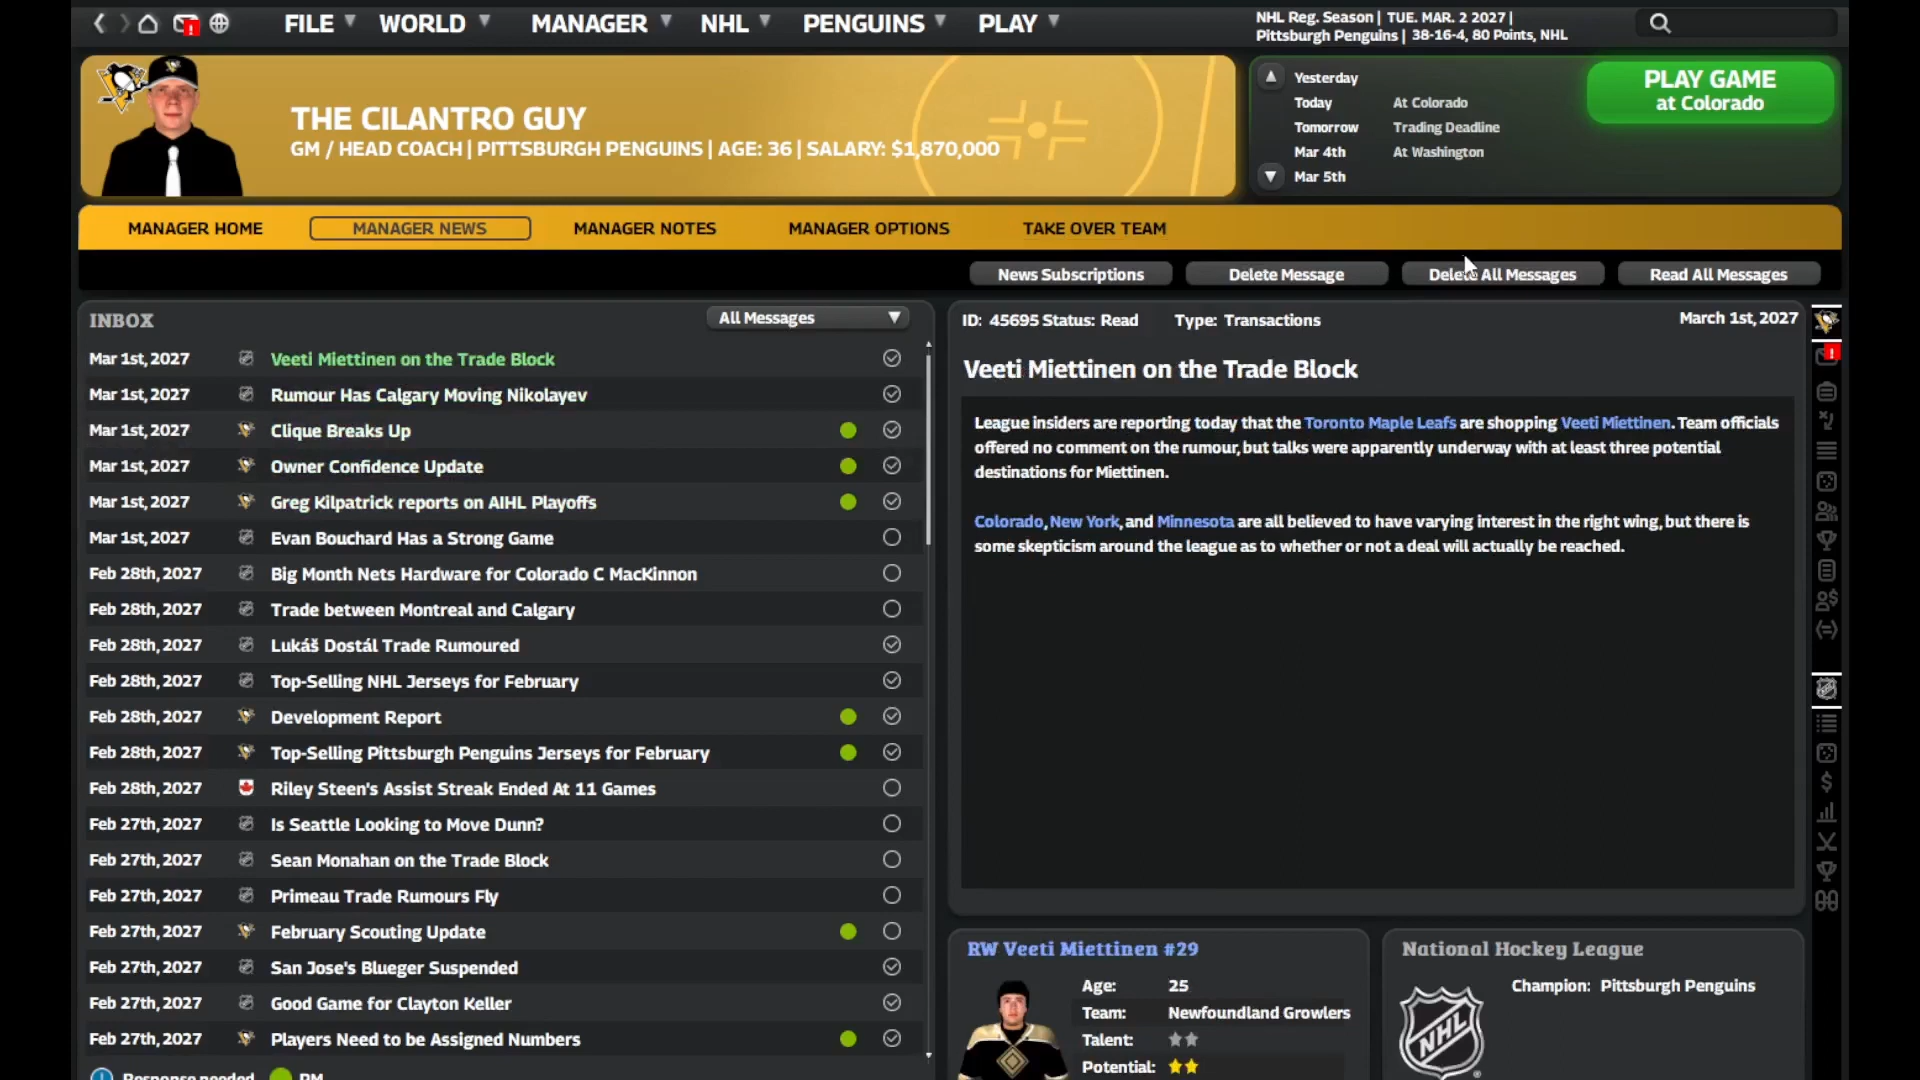 FILE WORLD MANAGER NHL PENGUINS PLAY
NHL Reg. Season | TUE. MAR. 2 2027 |
Pittsburgh Penguins | 38-16-4, 80 Points, NHL
THE CILANTRO GUY
GM / HEAD COACH | PITTSBURGH PENGUINS | AGE: 36 | SALARY: $1,870,000
Yesterday
Today At Colorado
Tomorrow Trading Deadline
Mar 4th At Washington
Mar 5th
PLAY GAME
at Colorado
MANAGER HOME MANAGER NEWS MANAGER NOTES MANAGER OPTIONS TAKE OVER TEAM
News Subscriptions Delete Message Delete All Messages Read All Messages
INBOX All Messages
Mar 1st, 2027 Veeti Miettinen on the Trade Block
Mar 1st, 2027 Rumour Has Calgary Moving Nikolayev
Mar 1st, 2027 Clique Breaks Up
Mar 1st, 2027 Owner Confidence Update
Mar 1st, 2027 Greg Kilpatrick reports on AIHL Playoffs
Mar 1st, 2027 Evan Bouchard Has a Strong Game
Feb 28th, 2027 Big Month Nets Hardware for Colorado C MacKinnon
Feb 28th, 2027 Trade between Montreal and Calgary
Feb 28th, 2027 Lukáš Dostál Trade Rumoured
Feb 28th, 2027 Top-Selling NHL Jerseys for February
Feb 28th, 2027 Development Report
Feb 28th, 2027 Top-Selling Pittsburgh Penguins Jerseys for February
Feb 28th, 2027 Riley Steen's Assist Streak Ended At 11 Games
Feb 27th, 2027 Is Seattle Looking to Move Dunn?
Feb 27th, 2027 Sean Monahan on the Trade Block
Feb 27th, 2027 Primeau Trade Rumours Fly
Feb 27th, 2027 February Scouting Update
Feb 27th, 2027 San Jose's Blueger Suspended
Feb 27th, 2027 Good Game for Clayton Keller
Feb 27th, 2027 Players Need to be Assigned Numbers
Response needed PM
ID: 45695 Status: Read Type: Transactions March 1st, 2027
Veeti Miettinen on the Trade Block
League insiders are reporting today that the Toronto Maple Leafs are shopping Veeti Miettinen. Team officials
offered no comment on the rumour, but talks were apparently underway with at least three potential
destinations for Miettinen.
Colorado, New York, and Minnesota are all believed to have varying interest in the right wing, but there is
some skepticism around the league as to whether or not a deal will actually be reached.
RW Veeti Miettinen #29
Age: 25
Team: Newfoundland Growlers
Talent:
Potential:
National Hockey League
Champion: Pittsburgh Penguins
NHL